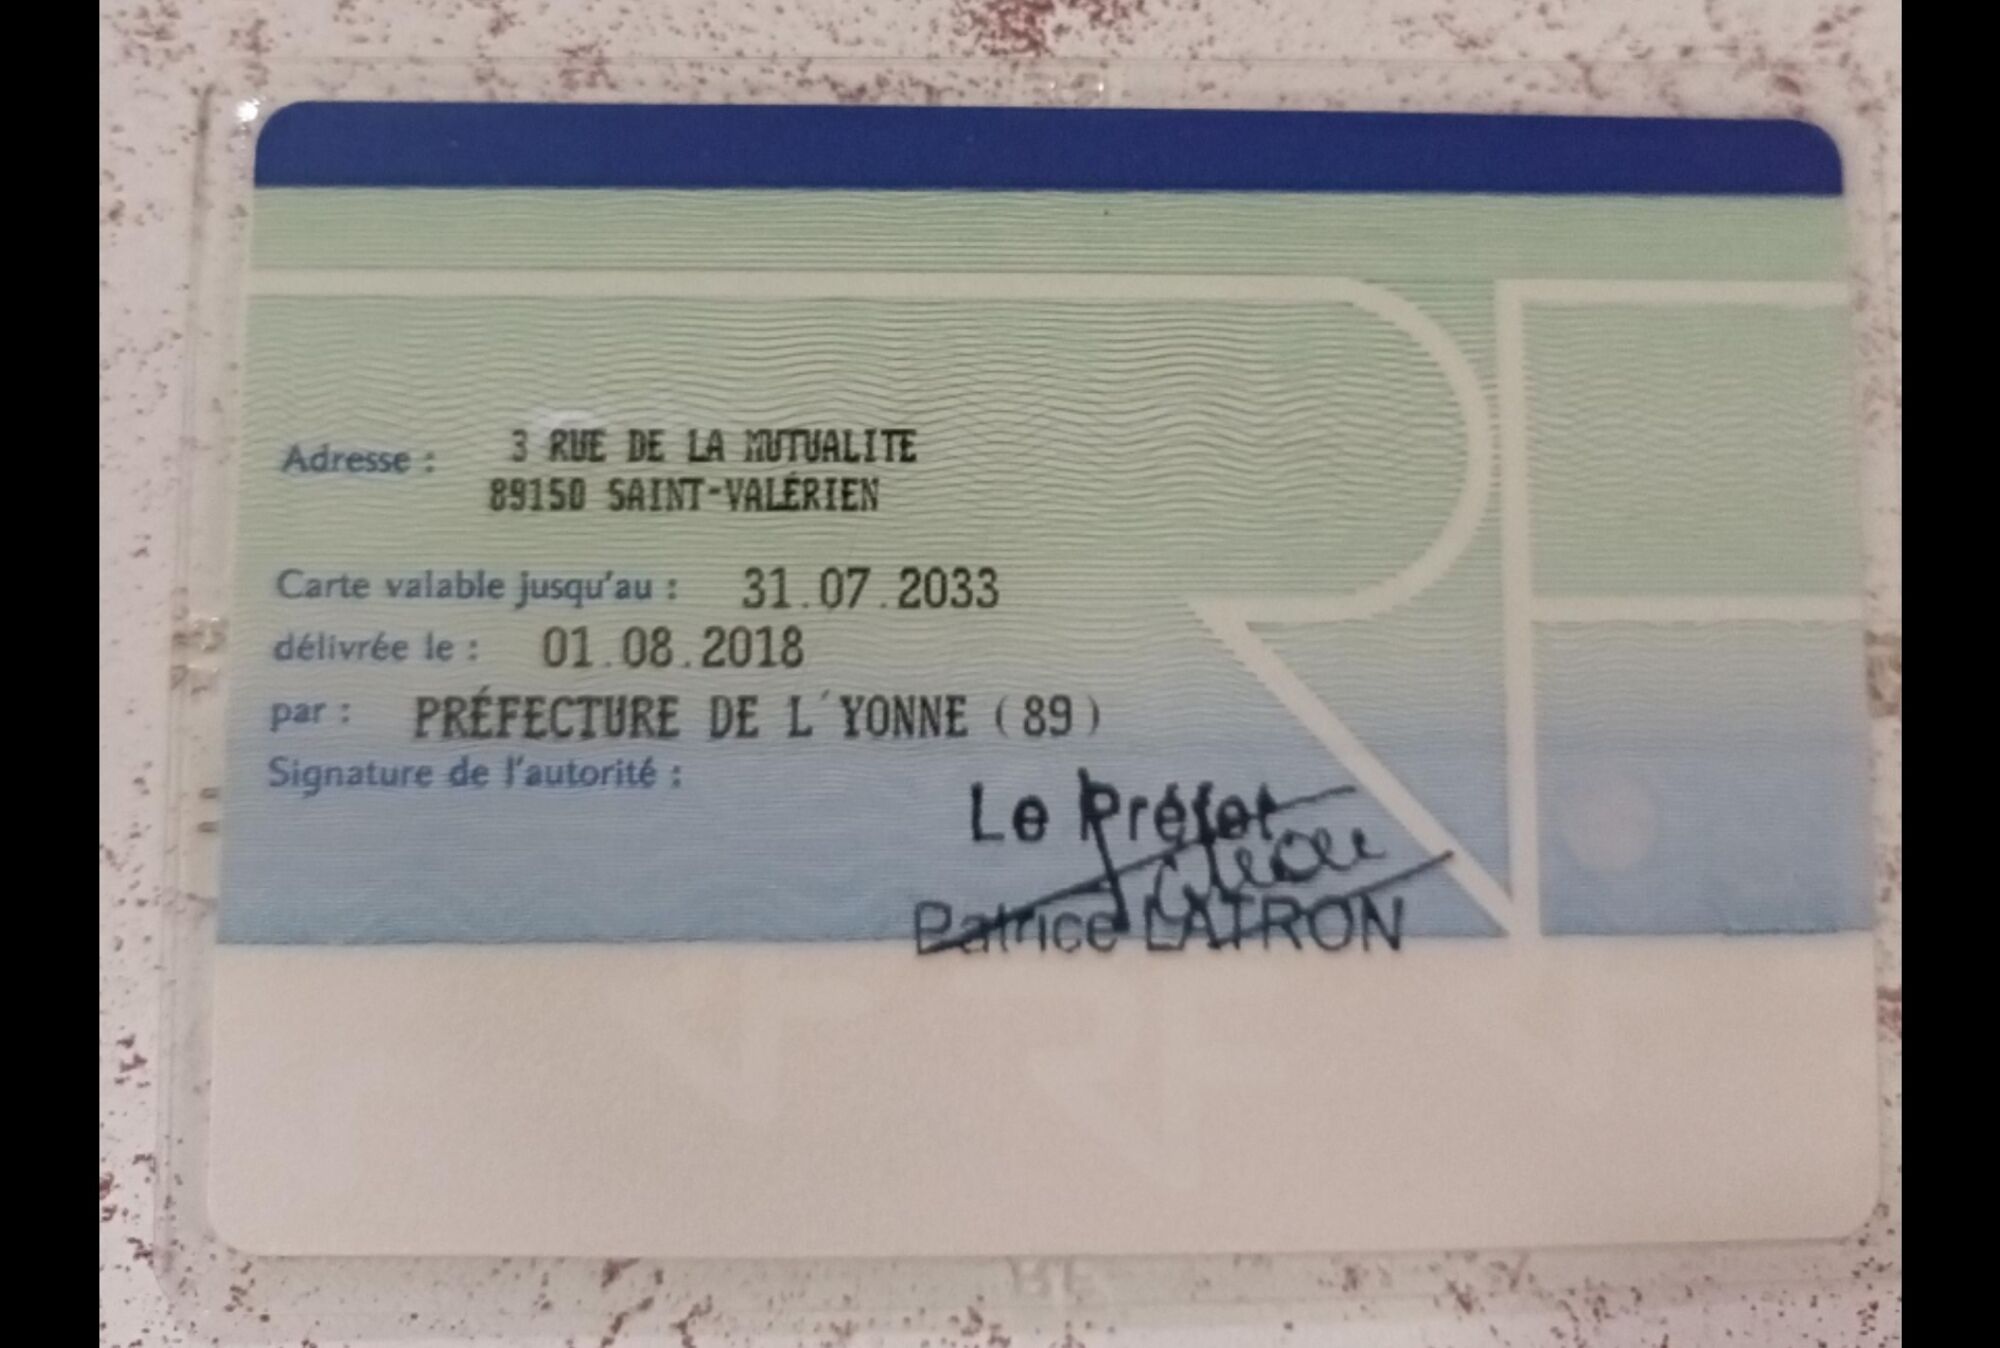 Adresse : 3 RUE DE LA MUTUALITE
89150 SAINT-VALÉRIEN
Carte valable jusqu'au : 31.07.2033
délivrée le : 01.08.2018
par : PRÉFECTURE DE L´YONNE (89)
Signature de l'autorité :
Le Préfet
Patrice LATRON
RF